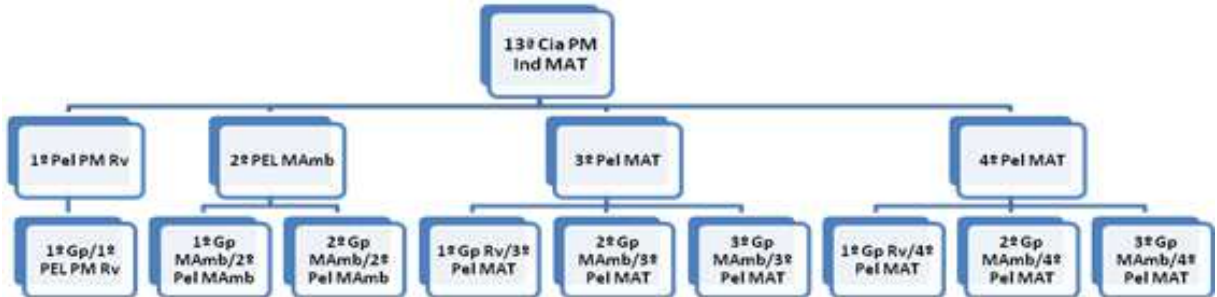 13ª Cia PM
Ind MAT
1º Pel PM Rv
2º PEL MAmb
3º Pel MAT
4º Pel MAT
1º Gp/1º
PEL PM Rv
1º Gp
MAmb/2º
Pel MAmb
2º Gp
MAmb/2º
Pel MAmb
1º Gp Rv/3º
Pel MAT
2º Gp
MAmb/3º
Pel MAT
3º Gp
MAmb/3º
Pel MAT
1º Gp Rv/4º
Pel MAT
2º Gp
MAmb/4º
Pel MAT
3º Gp
MAmb/4º
Pel MAT